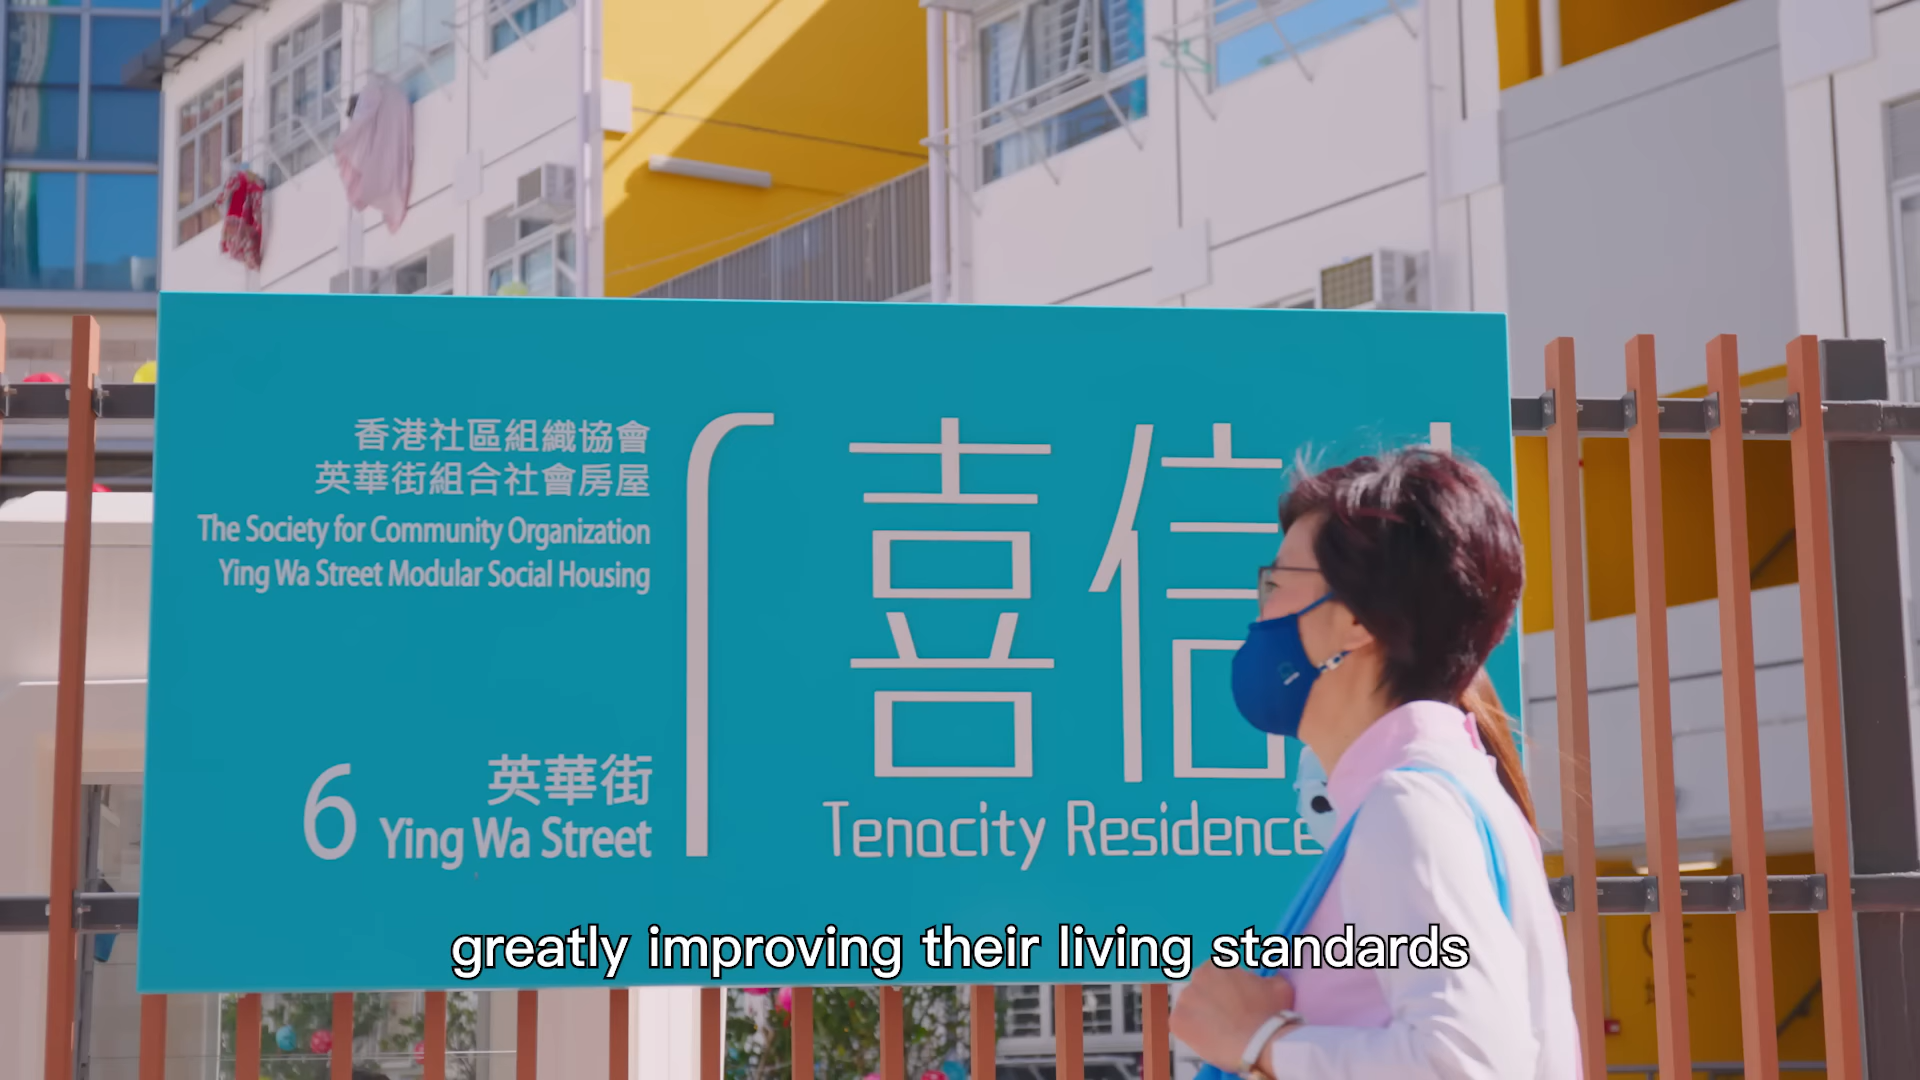 香港社區組織協會
英華街組合社會房屋
The Society for Community Organization
Ying Wa Street Modular Social Housing
6 英華街
Ying Wa Street
喜信
Tenacity Residence
greatly improving their living standards